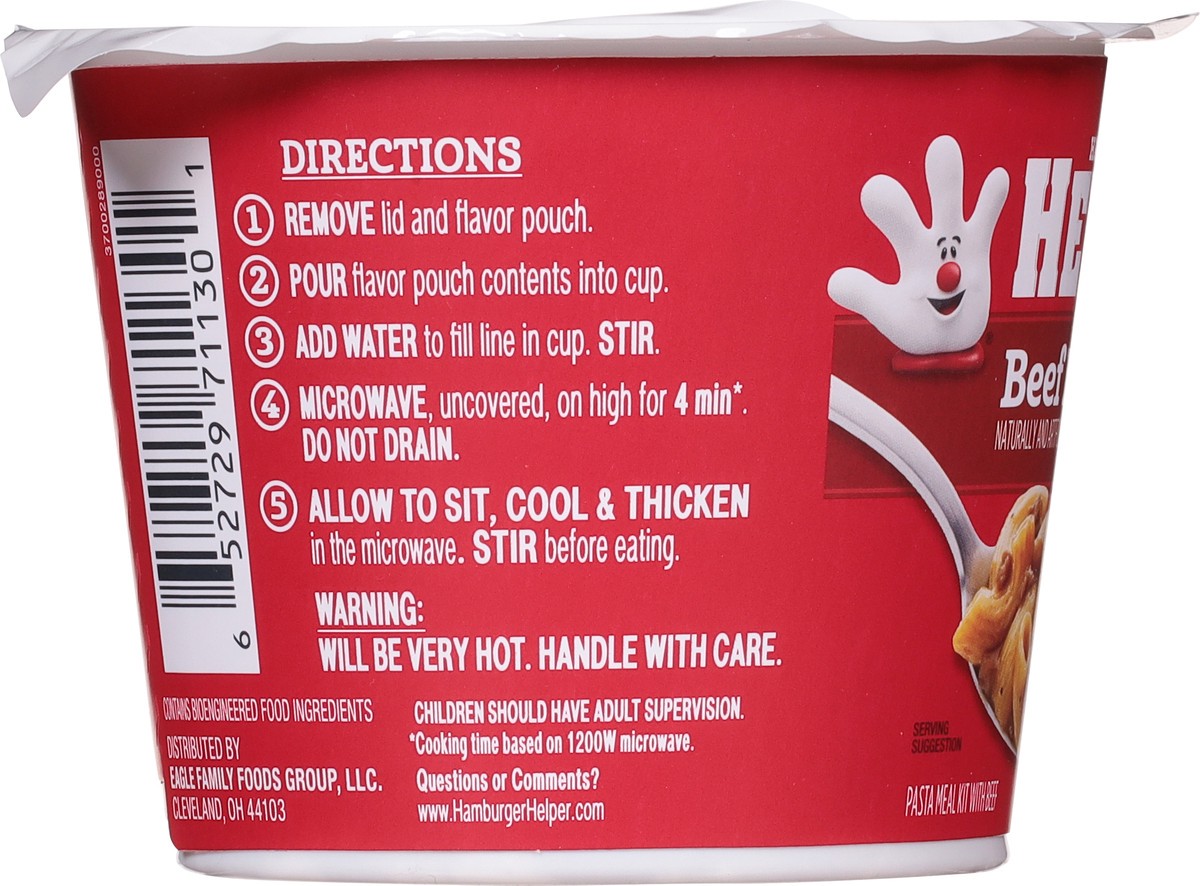 3700289000
6 52729 71130 1
DIRECTIONS
1 REMOVE lid and flavor pouch.
2 POUR flavor pouch contents into cup.
3 ADD WATER to fill line in cup. STIR.
4 MICROWAVE, uncovered, on high for 4 min*.
DO NOT DRAIN.
5 ALLOW TO SIT, COOL & THICKEN
in the microwave. STIR before eating.
WARNING:
WILL BE VERY HOT. HANDLE WITH CARE.
CONTAINS BIOENGINEERED FOOD INGREDIENTS
DISTRIBUTED BY
EAGLE FAMILY FOODS GROUP, LLC.
CLEVELAND, OH 44103
CHILDREN SHOULD HAVE ADULT SUPERVISION.
*Cooking time based on 1200W microwave.
Questions or Comments?
www.HamburgerHelper.com
HE
Beef
NATURALLY AND
SERVING
SUGGESTION
PASTA MEAL KIT WITH BEEF